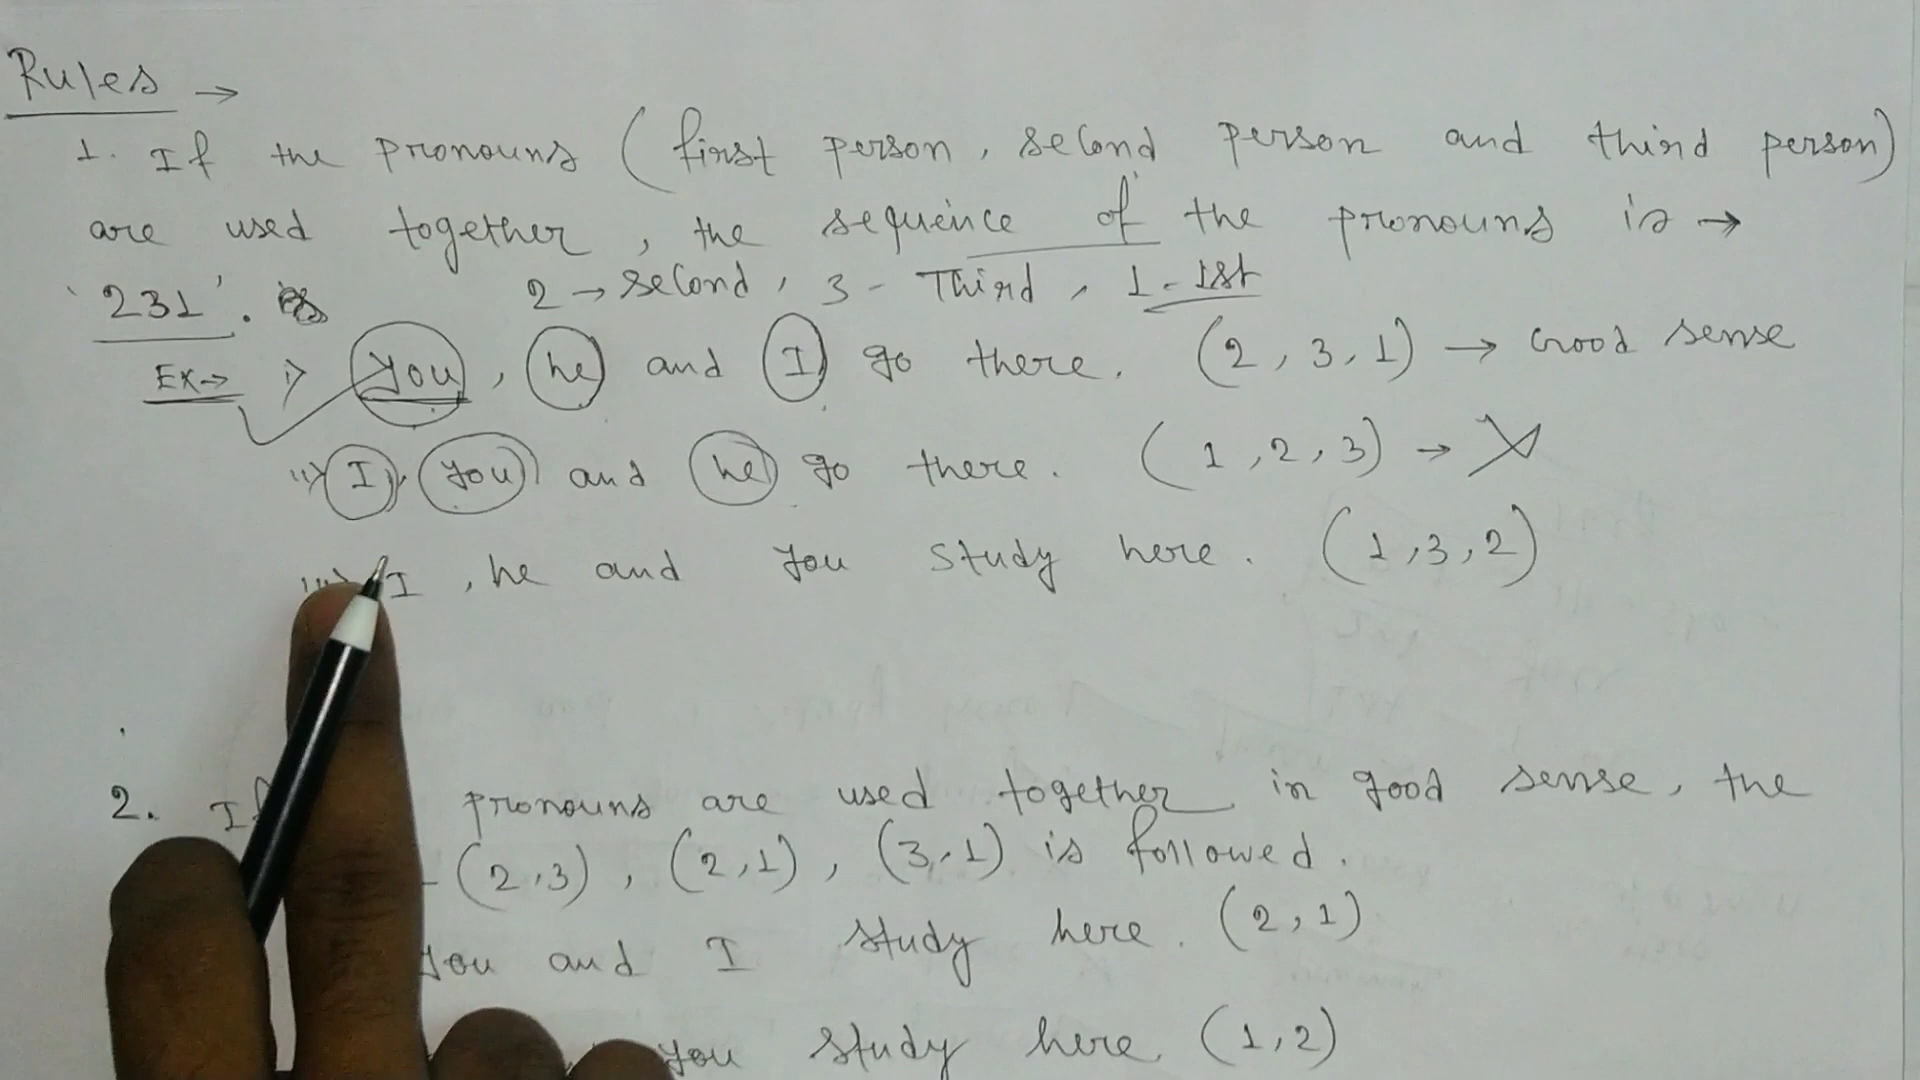 Rules →
1. If the pronouns (first person, second person and third person)
are used together, the sequence of the pronouns is →
'231'. 2 → second, 3 - Third, 1 - 1st
Ex→ i) you, he and I go there. (2, 3, 1) → Good sense
ii) I, you and he go there. (1, 2, 3) → X
iii) I, he and you study here. (1, 3, 2)
2. If pronouns are used together in good sense, the
- (2,3), (2,1), (3,1) is followed.
you and I study here. (2, 1)
you study here. (1, 2)